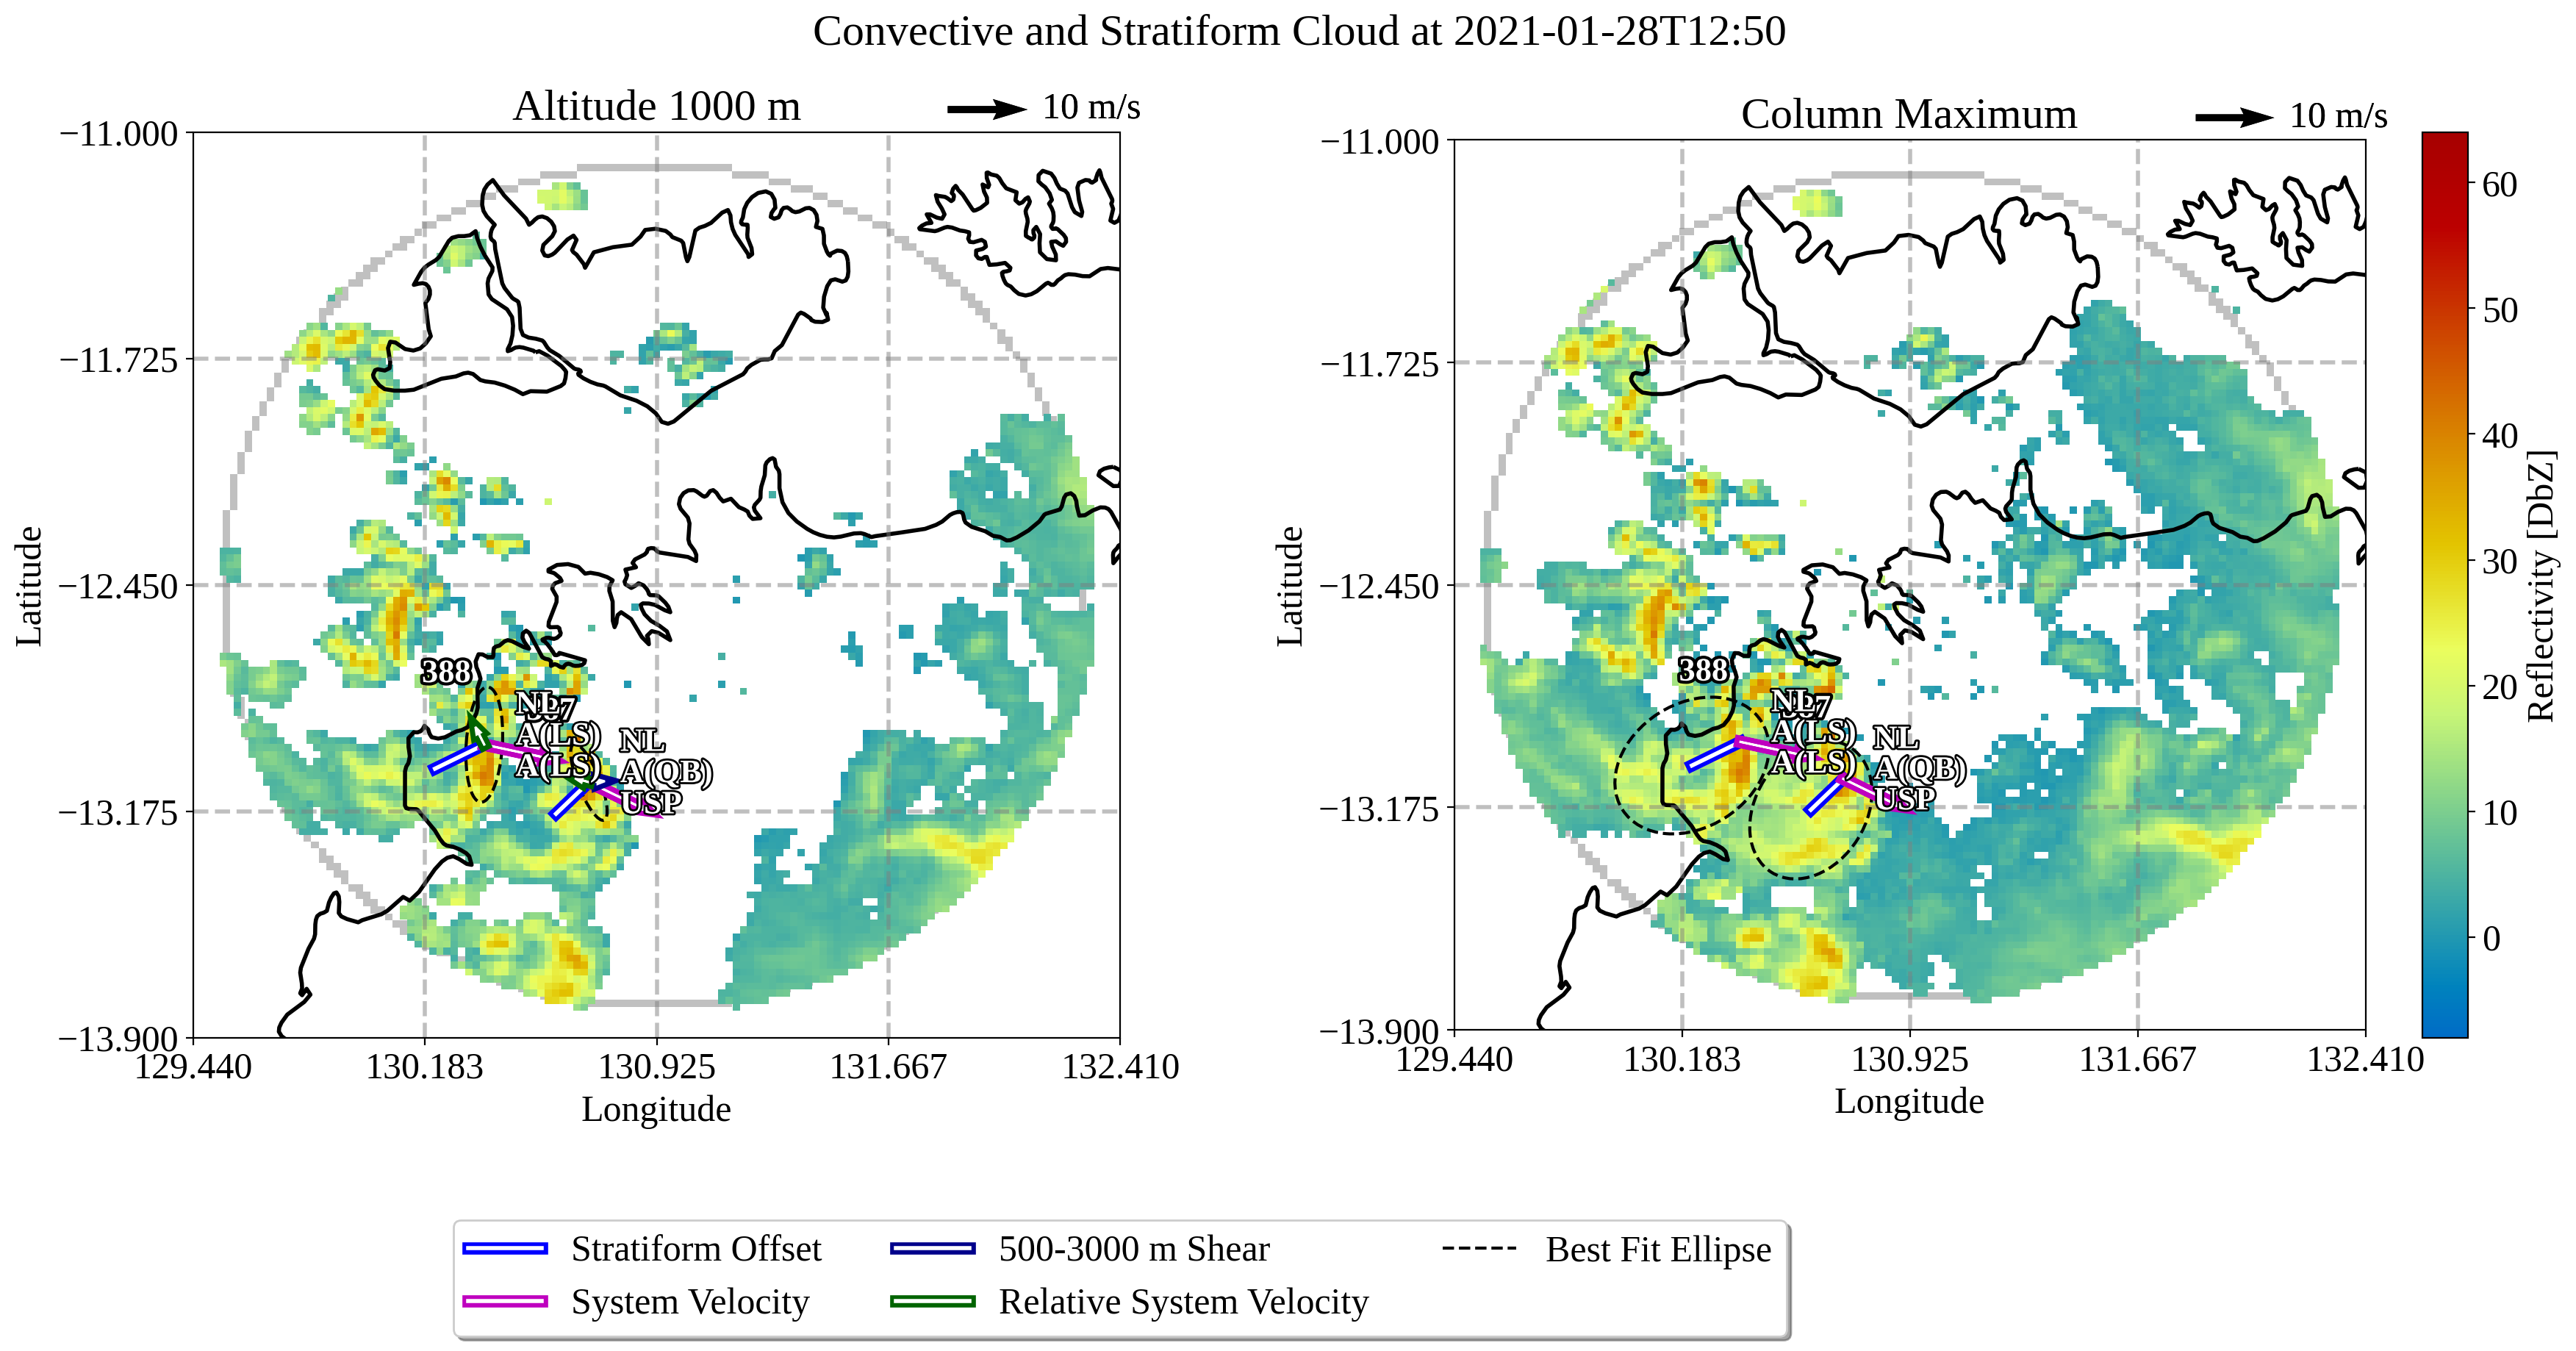 Convective and Stratiform Cloud at 2021-01-28T12:50
Altitude 1000 m
10 m/s
−11.000
−11.725
−12.450
−13.175
−13.900
129.440
130.183
130.925
131.667
132.410
Latitude
Longitude
388
NL
A(LS)
A(LS)
NL
A(QB)
USP
Column Maximum
10 m/s
−11.000
−11.725
−12.450
−13.175
−13.900
129.440
130.183
130.925
131.667
132.410
Latitude
Longitude
388
NL
A(LS)
A(LS)
NL
A(QB)
USP
60
50
40
30
20
10
0
Reflectivity [DbZ]
Stratiform Offset
System Velocity
500-3000 m Shear
Relative System Velocity
Best Fit Ellipse